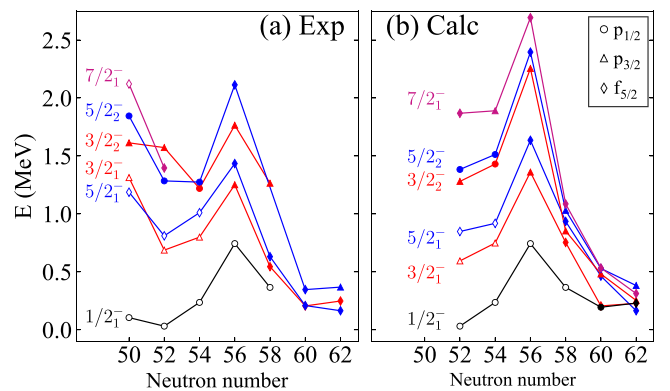 (a) Exp
(b) Calc
E (MeV)
2.5
2.0
1.5
1.0
0.5
0.0
7/2₁⁻
5/2₂⁻
3/2₂⁻
3/2₁⁻
5/2₁⁻
1/2₁⁻
50 52 54 56 58 60 62
Neutron number
p₁/₂
p₃/₂
f₅/₂
7/2₁⁻
5/2₂⁻
3/2₂⁻
5/2₁⁻
3/2₁⁻
1/2₁⁻
50 52 54 56 58 60 62
Neutron number